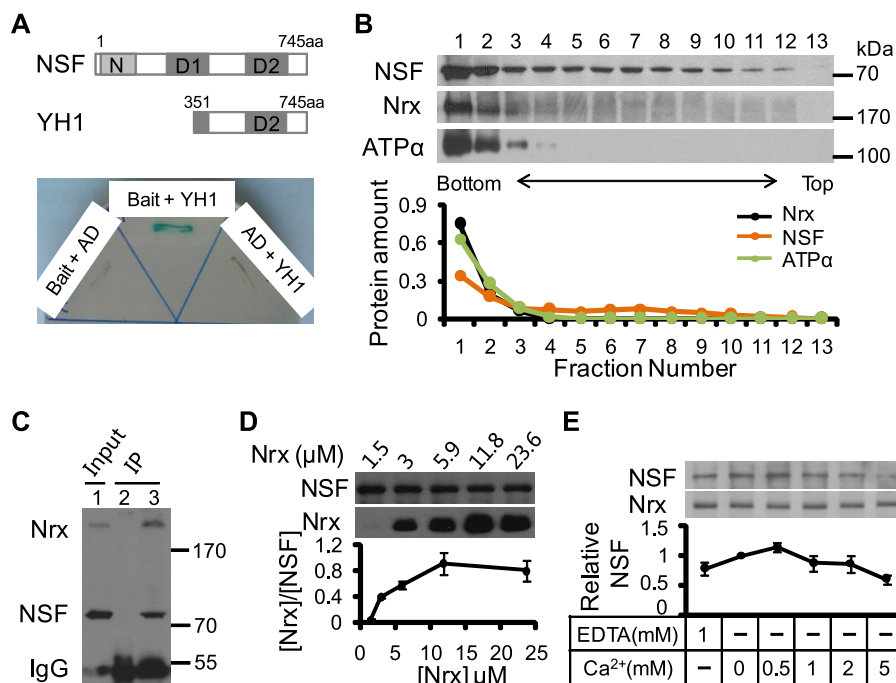 A
1 745aa
NSF N D1 D2
351 745aa
YH1 D2
Bait + AD
Bait + YH1
AD + YH1
B
1 2 3 4 5 6 7 8 9 10 11 12 13
kDa
NSF 70
Nrx 170
ATPα 100
Bottom Top
Protein amount
0.9
0.6
0.3
0
Nrx
NSF
ATPα
1 2 3 4 5 6 7 8 9 10 11 12 13
Fraction Number
C
Input IP
1 2 3
Nrx
170
NSF
70
IgG 55
D
Nrx (μM) 1.5 3 5.9 11.8 23.6
NSF
Nrx
[Nrx]/[NSF]
1.2
0.8
0.4
0
0 5 10 15 20 25
[Nrx] μM
E
NSF
Nrx
Relative NSF
1.5
1
0.5
0
EDTA(mM) 1 – – – – –
Ca²⁺(mM) – 0 0.5 1 2 5